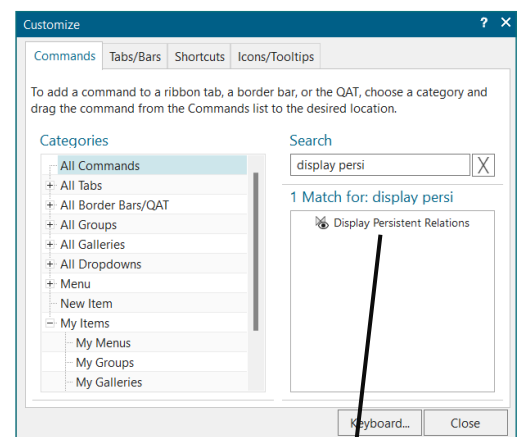 Customize ? ×
Commands Tabs/Bars Shortcuts Icons/Tooltips
To add a command to a ribbon tab, a border bar, or the QAT, choose a category and
drag the command from the Commands list to the desired location.
Categories
All Commands
All Tabs
All Border Bars/QAT
All Groups
All Galleries
All Dropdowns
Menu
New Item
My Items
My Menus
My Groups
My Galleries
Search
display persi
1 Match for: display persi
Display Persistent Relations
Keyboard... Close